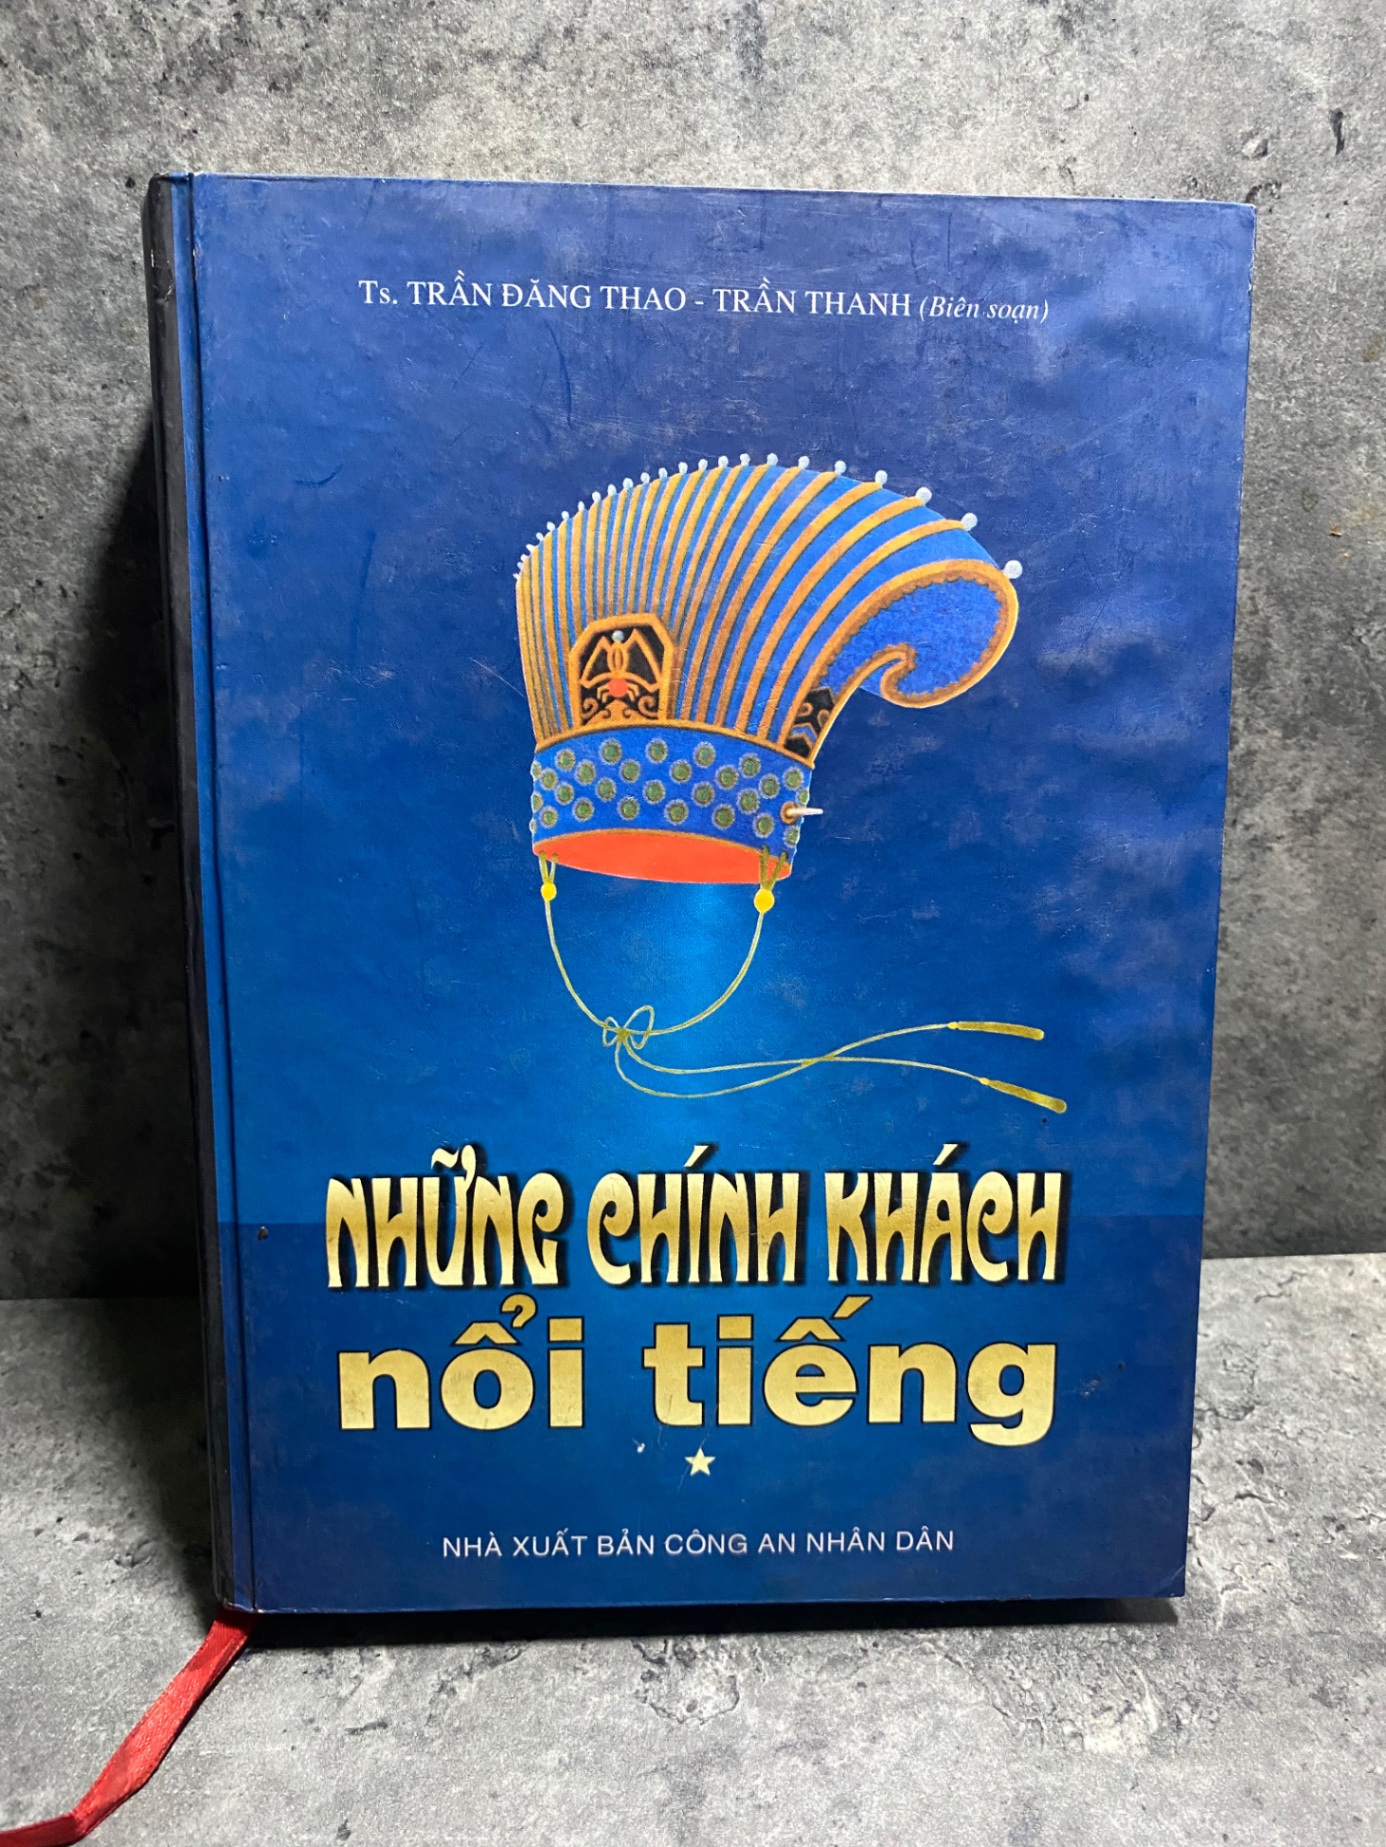 Ts. TRẦN ĐĂNG THAO - TRẦN THANH (Biên soạn)
NHỮNG CHÍNH KHÁCH
nổi tiếng
NHÀ XUẤT BẢN CÔNG AN NHÂN DÂN